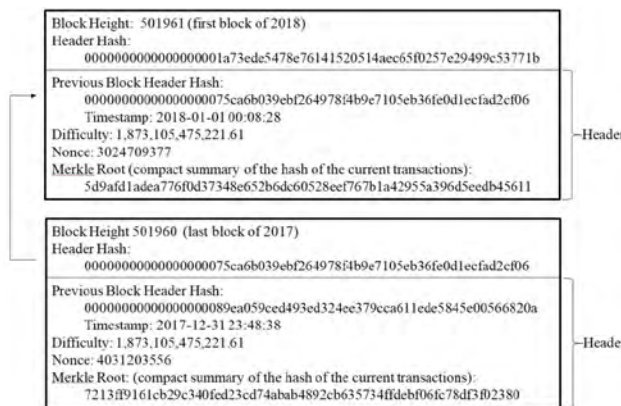 Block Height: 501961 (first block of 2018)
Header Hash:
0000000000000000001a73ede5478e76141520514aec65f0257e29499c53771b
Previous Block Header Hash:
00000000000000000075ca6b039ebf264978f4b9e7105eb36fe0d1ecfad2cf06
Timestamp: 2018-01-01 00:08:28
Difficulty: 1,873,105,475,221.61
Nonce: 3024709377
Merkle Root (compact summary of the hash of the current transactions):
5d9afd1adea776f0d37348e652b6dc60528eef767b1a42955a396d5eedb45611
Header
Block Height 501960 (last block of 2017)
Header Hash:
00000000000000000075ca6b039ebf264978f4b9e7105eb36fe0d1ecfad2cf06
Previous Block Header Hash:
00000000000000000089ea059ced493ed324ee379cca611ede5845e00566820a
Timestamp: 2017-12-31 23:48:38
Difficulty: 1,873,105,475,221.61
Nonce: 4031203556
Merkle Root: (compact summary of the hash of the current transactions):
7213ff9161cb29c340fed23cd74abab4892cb635734ffdebf06fc78df3f02380
Header